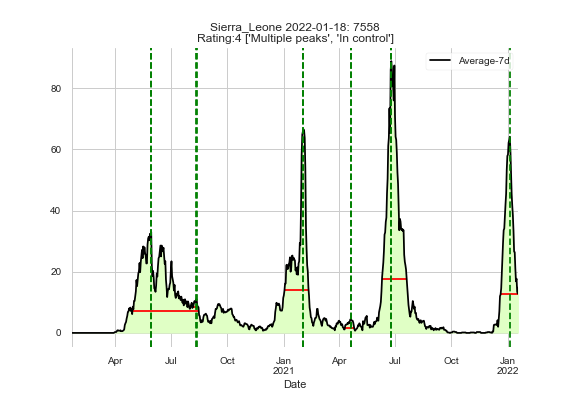 Sierra_Leone 2022-01-18: 7558
Rating:4 ['Multiple peaks', 'In control']
Average-7d
80
60
40
20
0
Apr Jul Oct Jan Apr Jul Oct Jan
2021 2022
Date